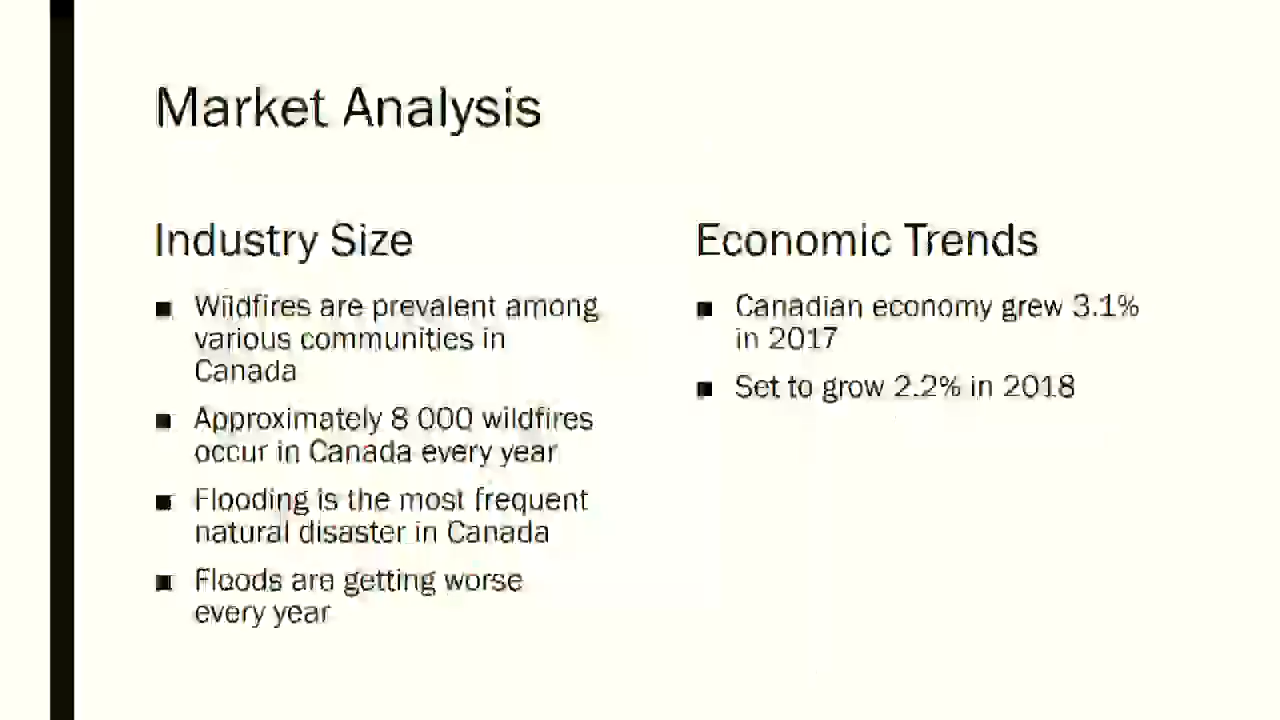 Market Analysis
Industry Size
■ Wildfires are prevalent among
various communities in
Canada
■ Approximately 8 000 wildfires
occur in Canada every year
■ Flooding is the most frequent
natural disaster in Canada
■ Floods are getting worse
every year
Economic Trends
■ Canadian economy grew 3.1%
in 2017
■ Set to grow 2.2% in 2018